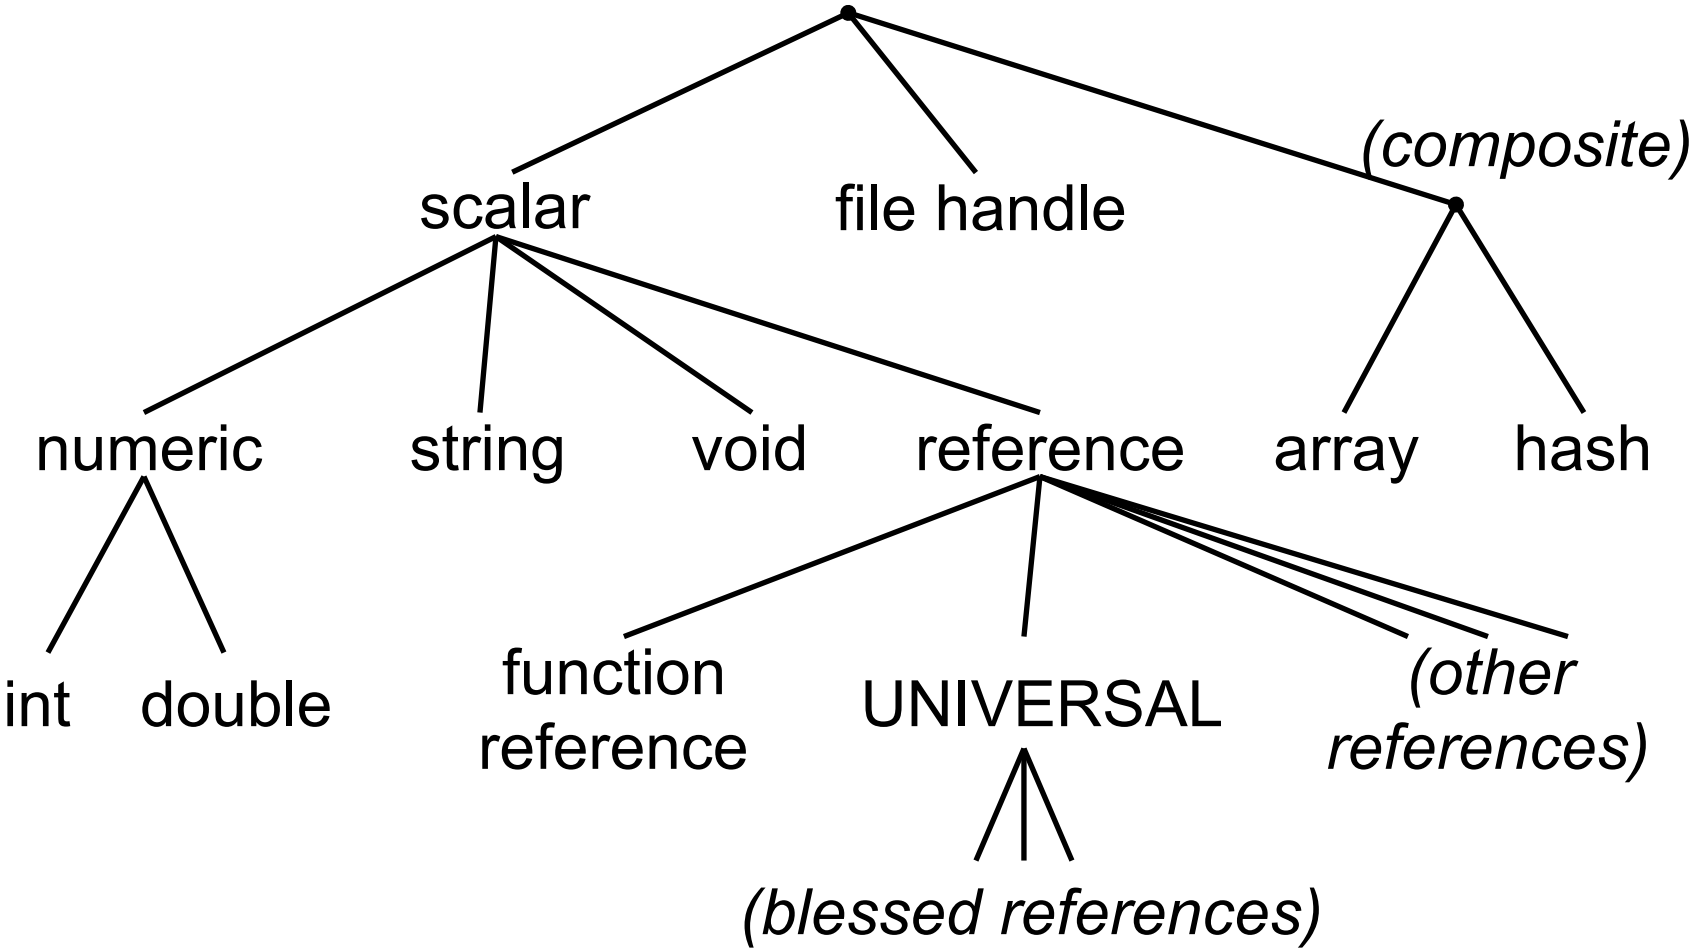 (composite)
scalar
file handle
numeric
string
void
reference
array
hash
int
double
function
reference
UNIVERSAL
(other
references)
(blessed references)